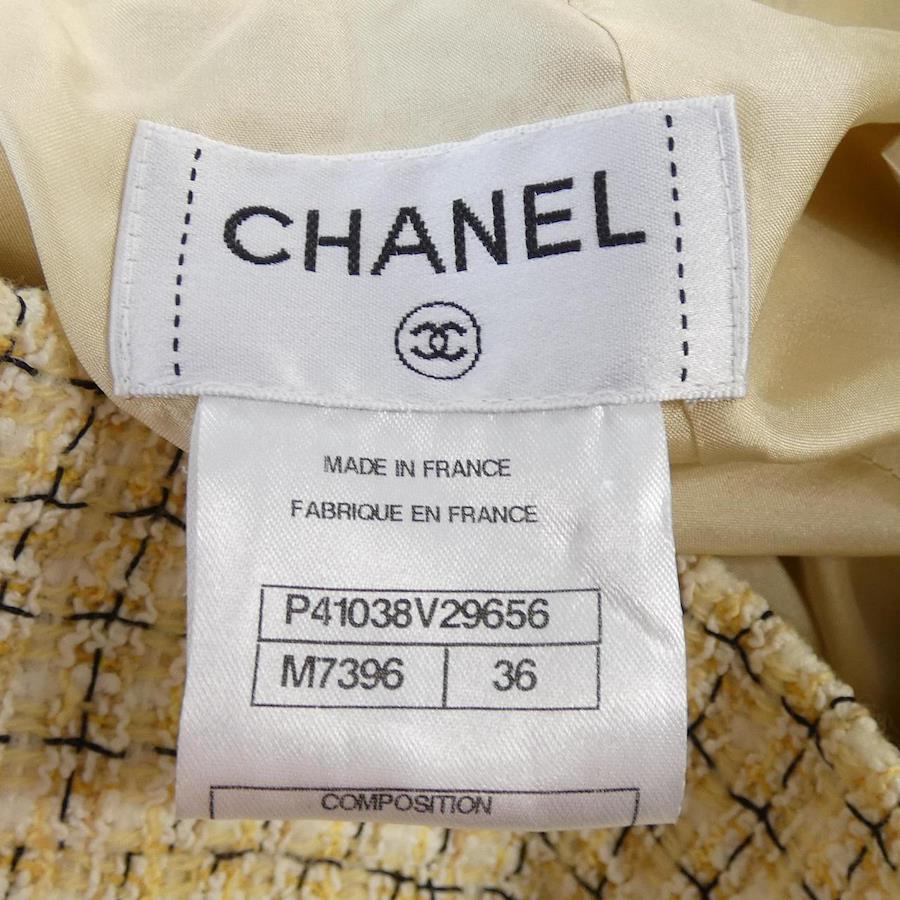 CHANEL
MADE IN FRANCE
FABRIQUE EN FRANCE
P41038V29656
M7396 36
COMPOSITION